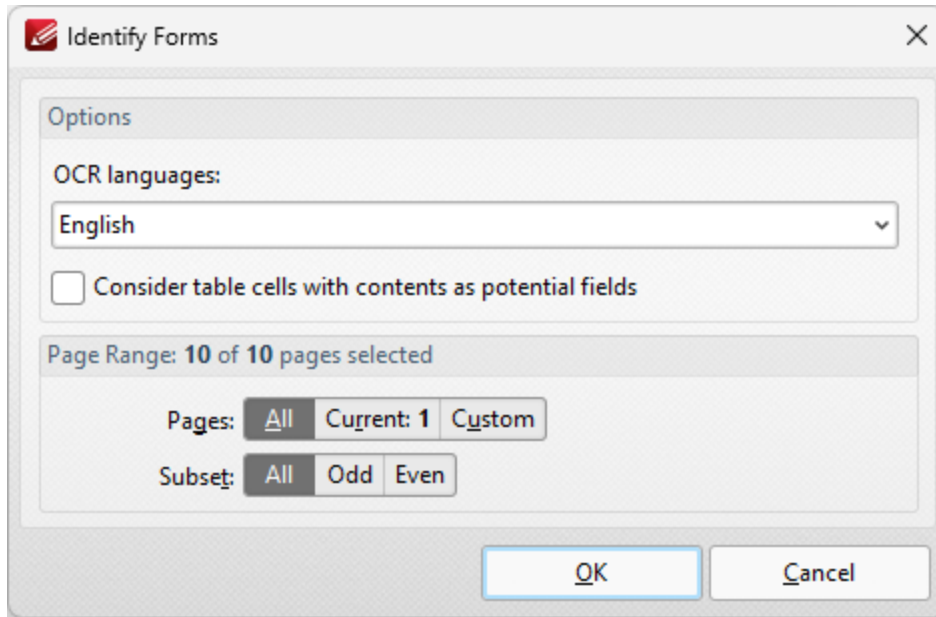 Identify Forms
Options
OCR languages:
English
Consider table cells with contents as potential fields
Page Range: 10 of 10 pages selected
Pages: All Current: 1 Custom
Subset: All Odd Even
OK Cancel